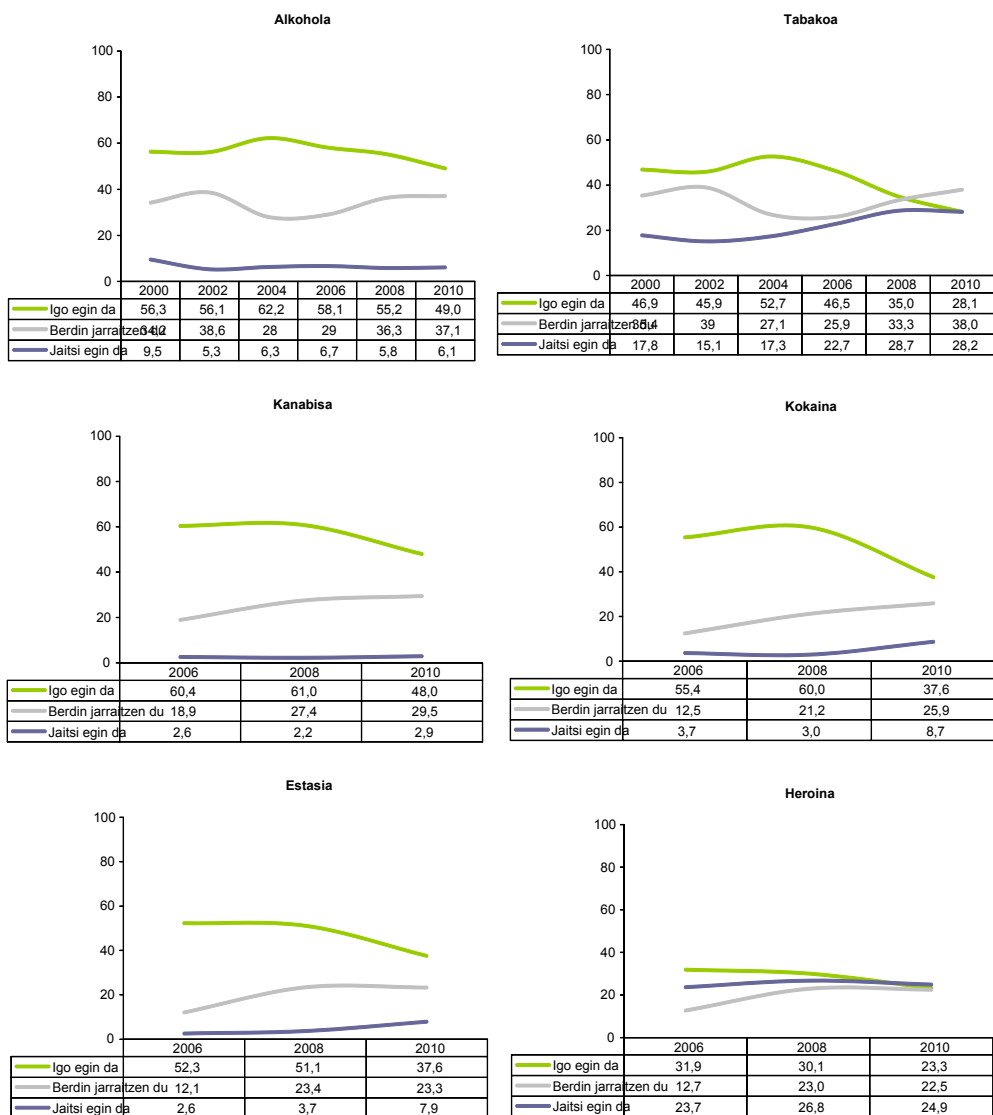 Alkohola
100
80
60
40
20
0
2000 2002 2004 2006 2008 2010
Igo egin da 56,3 56,1 62,2 58,1 55,2 49,0
Berdin jarraitzen du 34,2 38,6 28 29 36,3 37,1
Jaitsi egin da 9,5 5,3 6,3 6,7 5,8 6,1
Tabakoa
100
80
60
40
20
0
2000 2002 2004 2006 2008 2010
Igo egin da 46,9 45,9 52,7 46,5 35,0 28,1
Berdin jarraitzen du 35,4 39 27,1 25,9 33,3 38,0
Jaitsi egin da 17,8 15,1 17,3 22,7 28,7 28,2
Kanabisa
100
80
60
40
20
0
2006 2008 2010
Igo egin da 60,4 61,0 48,0
Berdin jarraitzen du 18,9 27,4 29,5
Jaitsi egin da 2,6 2,2 2,9
Kokaina
100
80
60
40
20
0
2006 2008 2010
Igo egin da 55,4 60,0 37,6
Berdin jarraitzen du 12,5 21,2 25,9
Jaitsi egin da 3,7 3,0 8,7
Estasia
100
80
60
40
20
0
2006 2008 2010
Igo egin da 52,3 51,1 37,6
Berdin jarraitzen du 12,1 23,4 23,3
Jaitsi egin da 2,6 3,7 7,9
Heroina
100
80
60
40
20
0
2006 2008 2010
Igo egin da 31,9 30,1 23,3
Berdin jarraitzen du 12,7 23,0 22,5
Jaitsi egin da 23,7 26,8 24,9